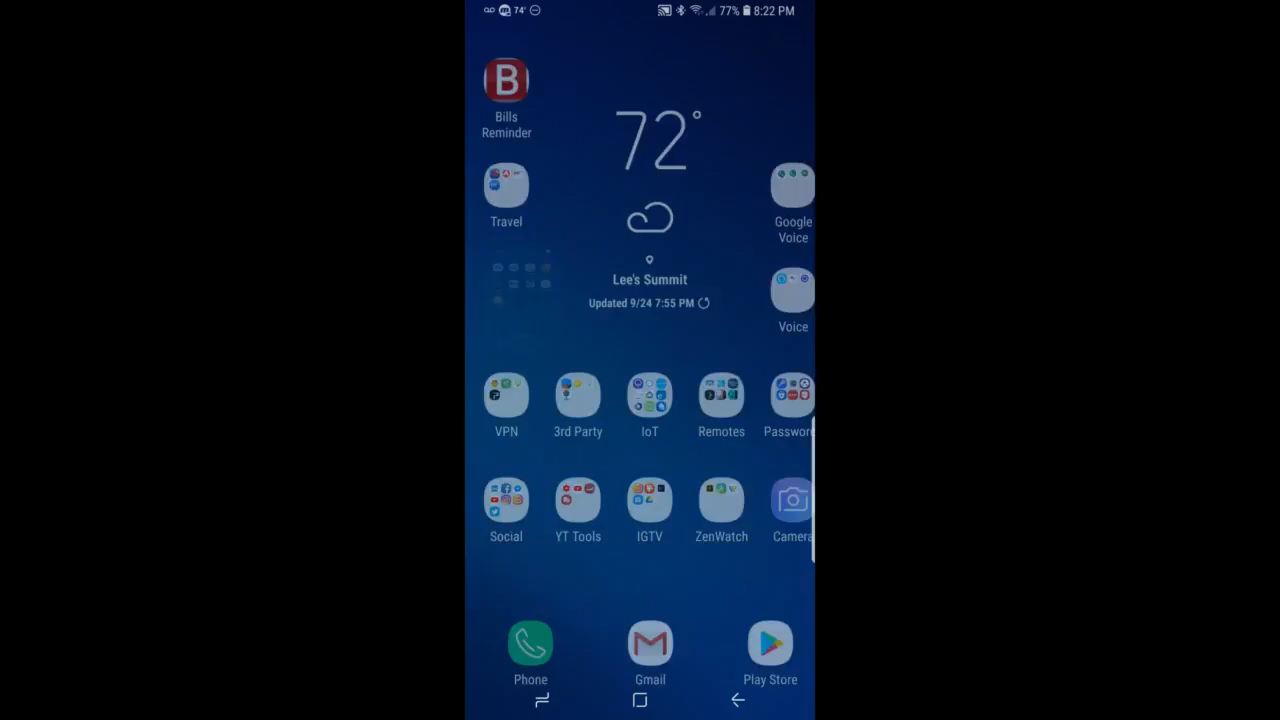 74° 77% 8:22 PM
B
Bills
Reminder
72°
Travel
Google
Voice
Lee's Summit
Updated 9/24 7:55 PM
Voice
VPN 3rd Party IoT Remotes Passwor
Social YT Tools IGTV ZenWatch Camera
Phone Gmail Play Store